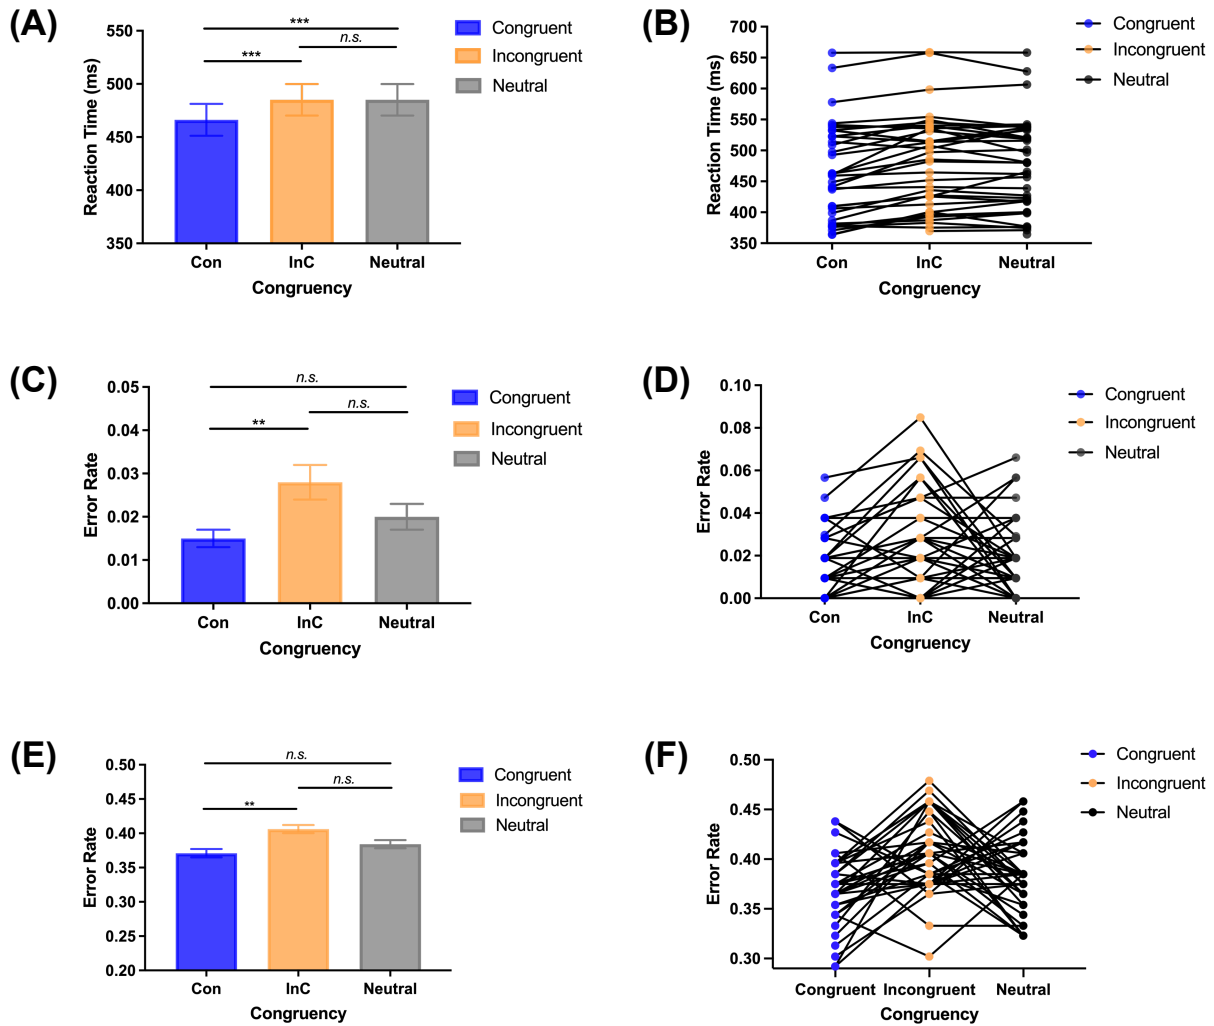 (A)
550
500
450
400
350
Reaction Time (ms)
***
***
n.s.
Con
InC
Neutral
Congruency
Congruent
Incongruent
Neutral
(B)
700
650
600
550
500
450
400
350
Reaction Time (ms)
Con
InC
Neutral
Congruency
Congruent
Incongruent
Neutral
(C)
0.05
0.04
0.03
0.02
0.01
0.00
Error Rate
n.s.
n.s.
**
Con
InC
Neutral
Congruency
Congruent
Incongruent
Neutral
(D)
0.10
0.08
0.06
0.04
0.02
0.00
Error Rate
Con
InC
Neutral
Congruency
Congruent
Incongruent
Neutral
(E)
0.50
0.45
0.40
0.35
0.30
0.25
0.20
Error Rate
n.s.
n.s.
**
Con
InC
Neutral
Congruency
Congruent
Incongruent
Neutral
(F)
0.50
0.45
0.40
0.35
0.30
Error Rate
Congruent
Incongruent
Neutral
Congruency
Congruent
Incongruent
Neutral